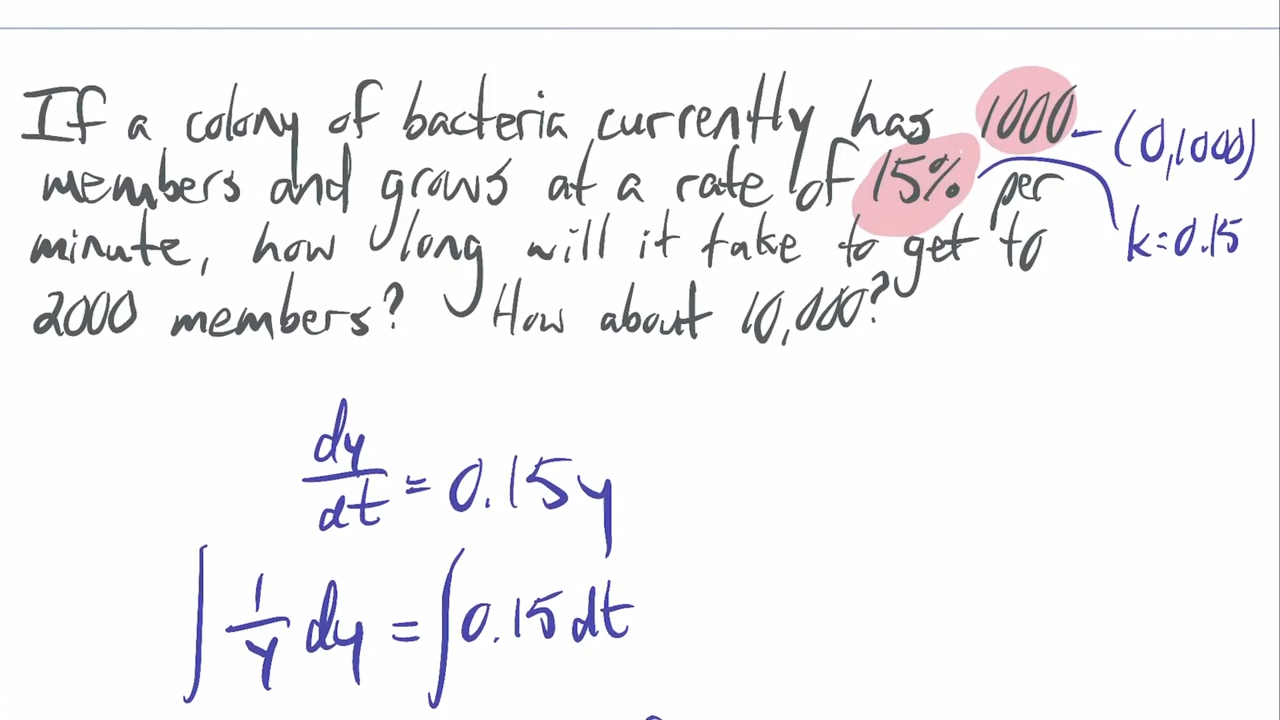 If a colony of bacteria currently has 1000 – (0,1000)
members and grows at a rate of 15% per
k=0.15
minute, how long will it take to get to
2000 members? How about 10,000?
dy/dt = 0.15y
∫ 1/y dy = ∫ 0.15 dt